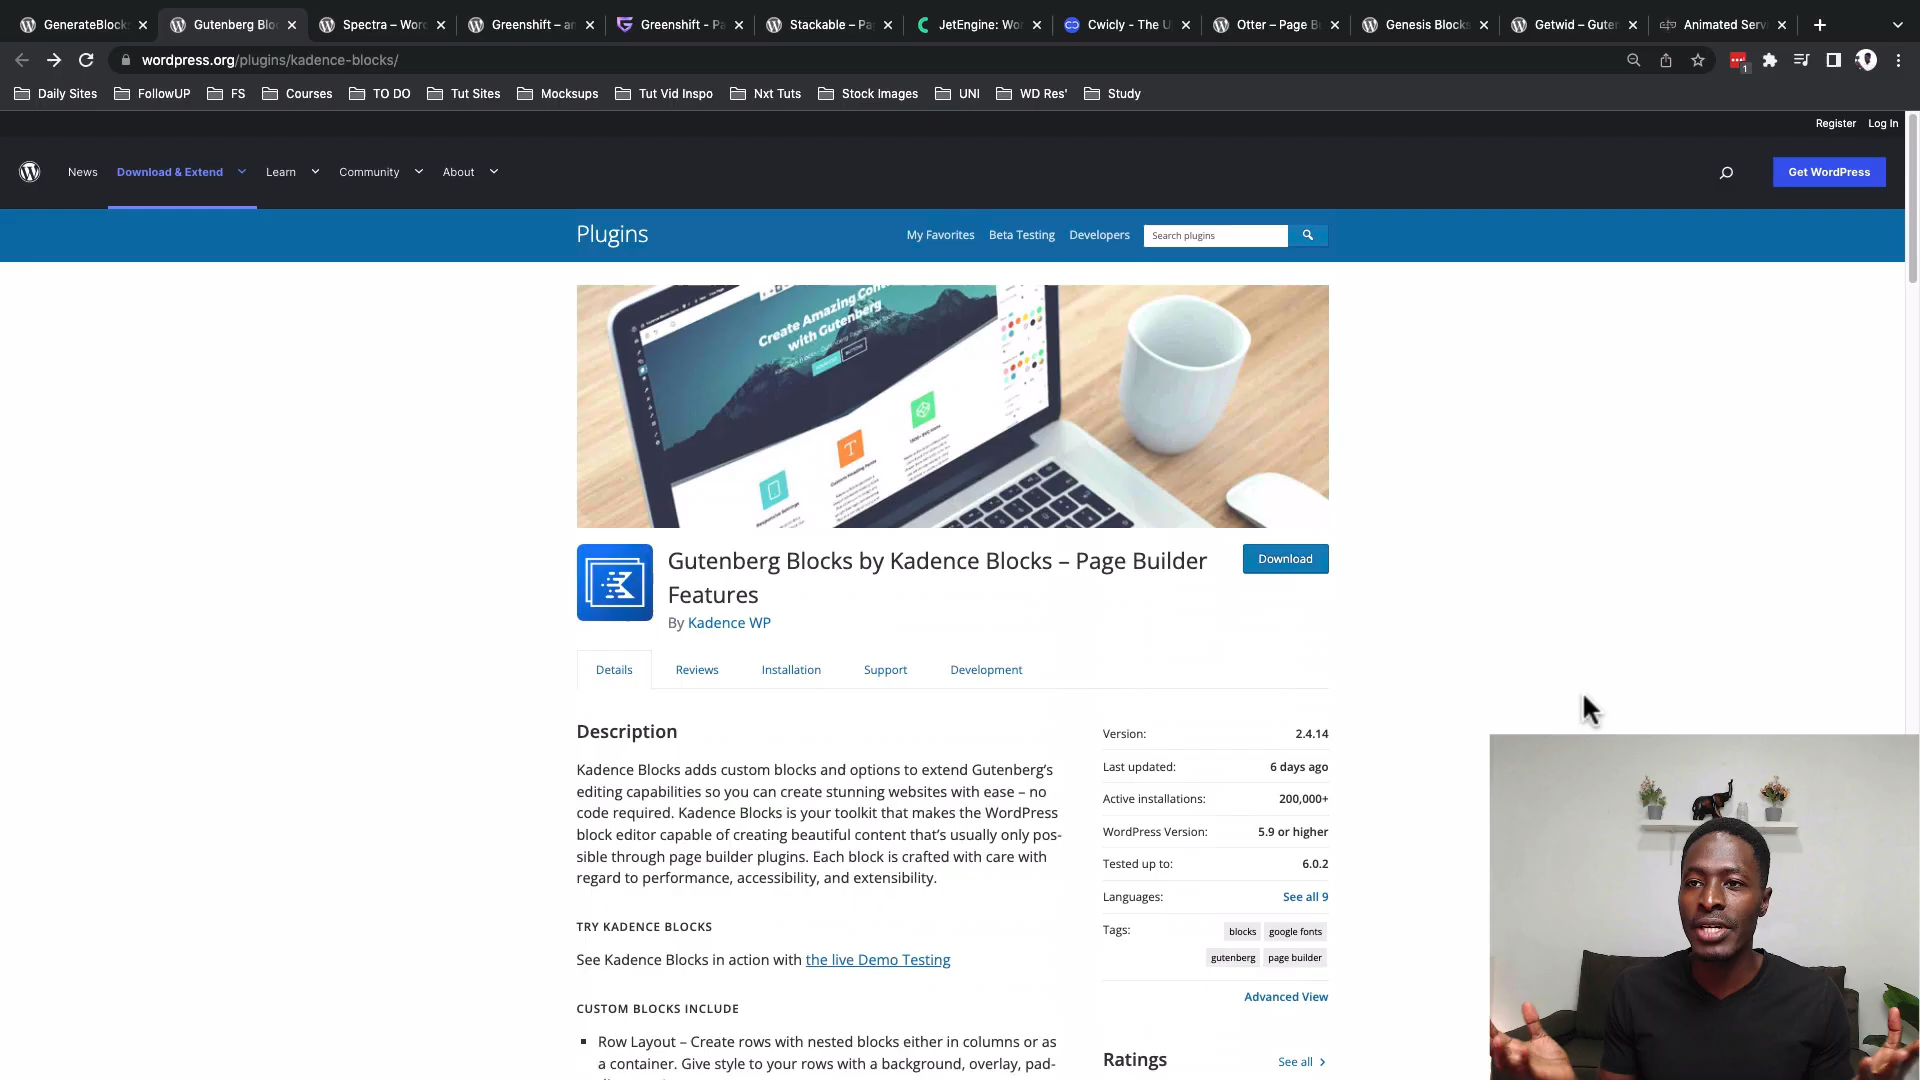 GenerateBlocks
Gutenberg Blo
Spectra – Wor
Greenshift – an
Greenshift - Pa
Stackable – Pa
JetEngine: Wo
Cwicly - The U
Otter – Page B
Genesis Blocks
Getwid – Guten
Animated Serv
wordpress.org/plugins/kadence-blocks/
1
Daily Sites
FollowUP
FS
Courses
TO DO
Tut Sites
Mocksups
Tut Vid Inspo
Nxt Tuts
Stock Images
UNI
WD Res'
Study
Register
Log In
News
Download & Extend
Learn
Community
About
Get WordPress
Plugins
My Favorites
Beta Testing
Developers
Search plugins
Create Amazing Con
with Gutenberg
Gutenberg Blocks by Kadence Blocks – Page Builder
Features
Download
By Kadence WP
Details
Reviews
Installation
Support
Development
Description
Kadence Blocks adds custom blocks and options to extend Gutenberg's
editing capabilities so you can create stunning websites with ease – no
code required. Kadence Blocks is your toolkit that makes the WordPress
block editor capable of creating beautiful content that's usually only pos-
sible through page builder plugins. Each block is crafted with care with
regard to performance, accessibility, and extensibility.
TRY KADENCE BLOCKS
See Kadence Blocks in action with the live Demo Testing
CUSTOM BLOCKS INCLUDE
Row Layout – Create rows with nested blocks either in columns or as
a container. Give style to your rows with a background, overlay, pad-
Version: 2.4.14
Last updated: 6 days ago
Active installations: 200,000+
WordPress Version: 5.9 or higher
Tested up to: 6.0.2
Languages: See all 9
Tags: blocks google fonts
gutenberg page builder
Advanced View
Ratings
See all